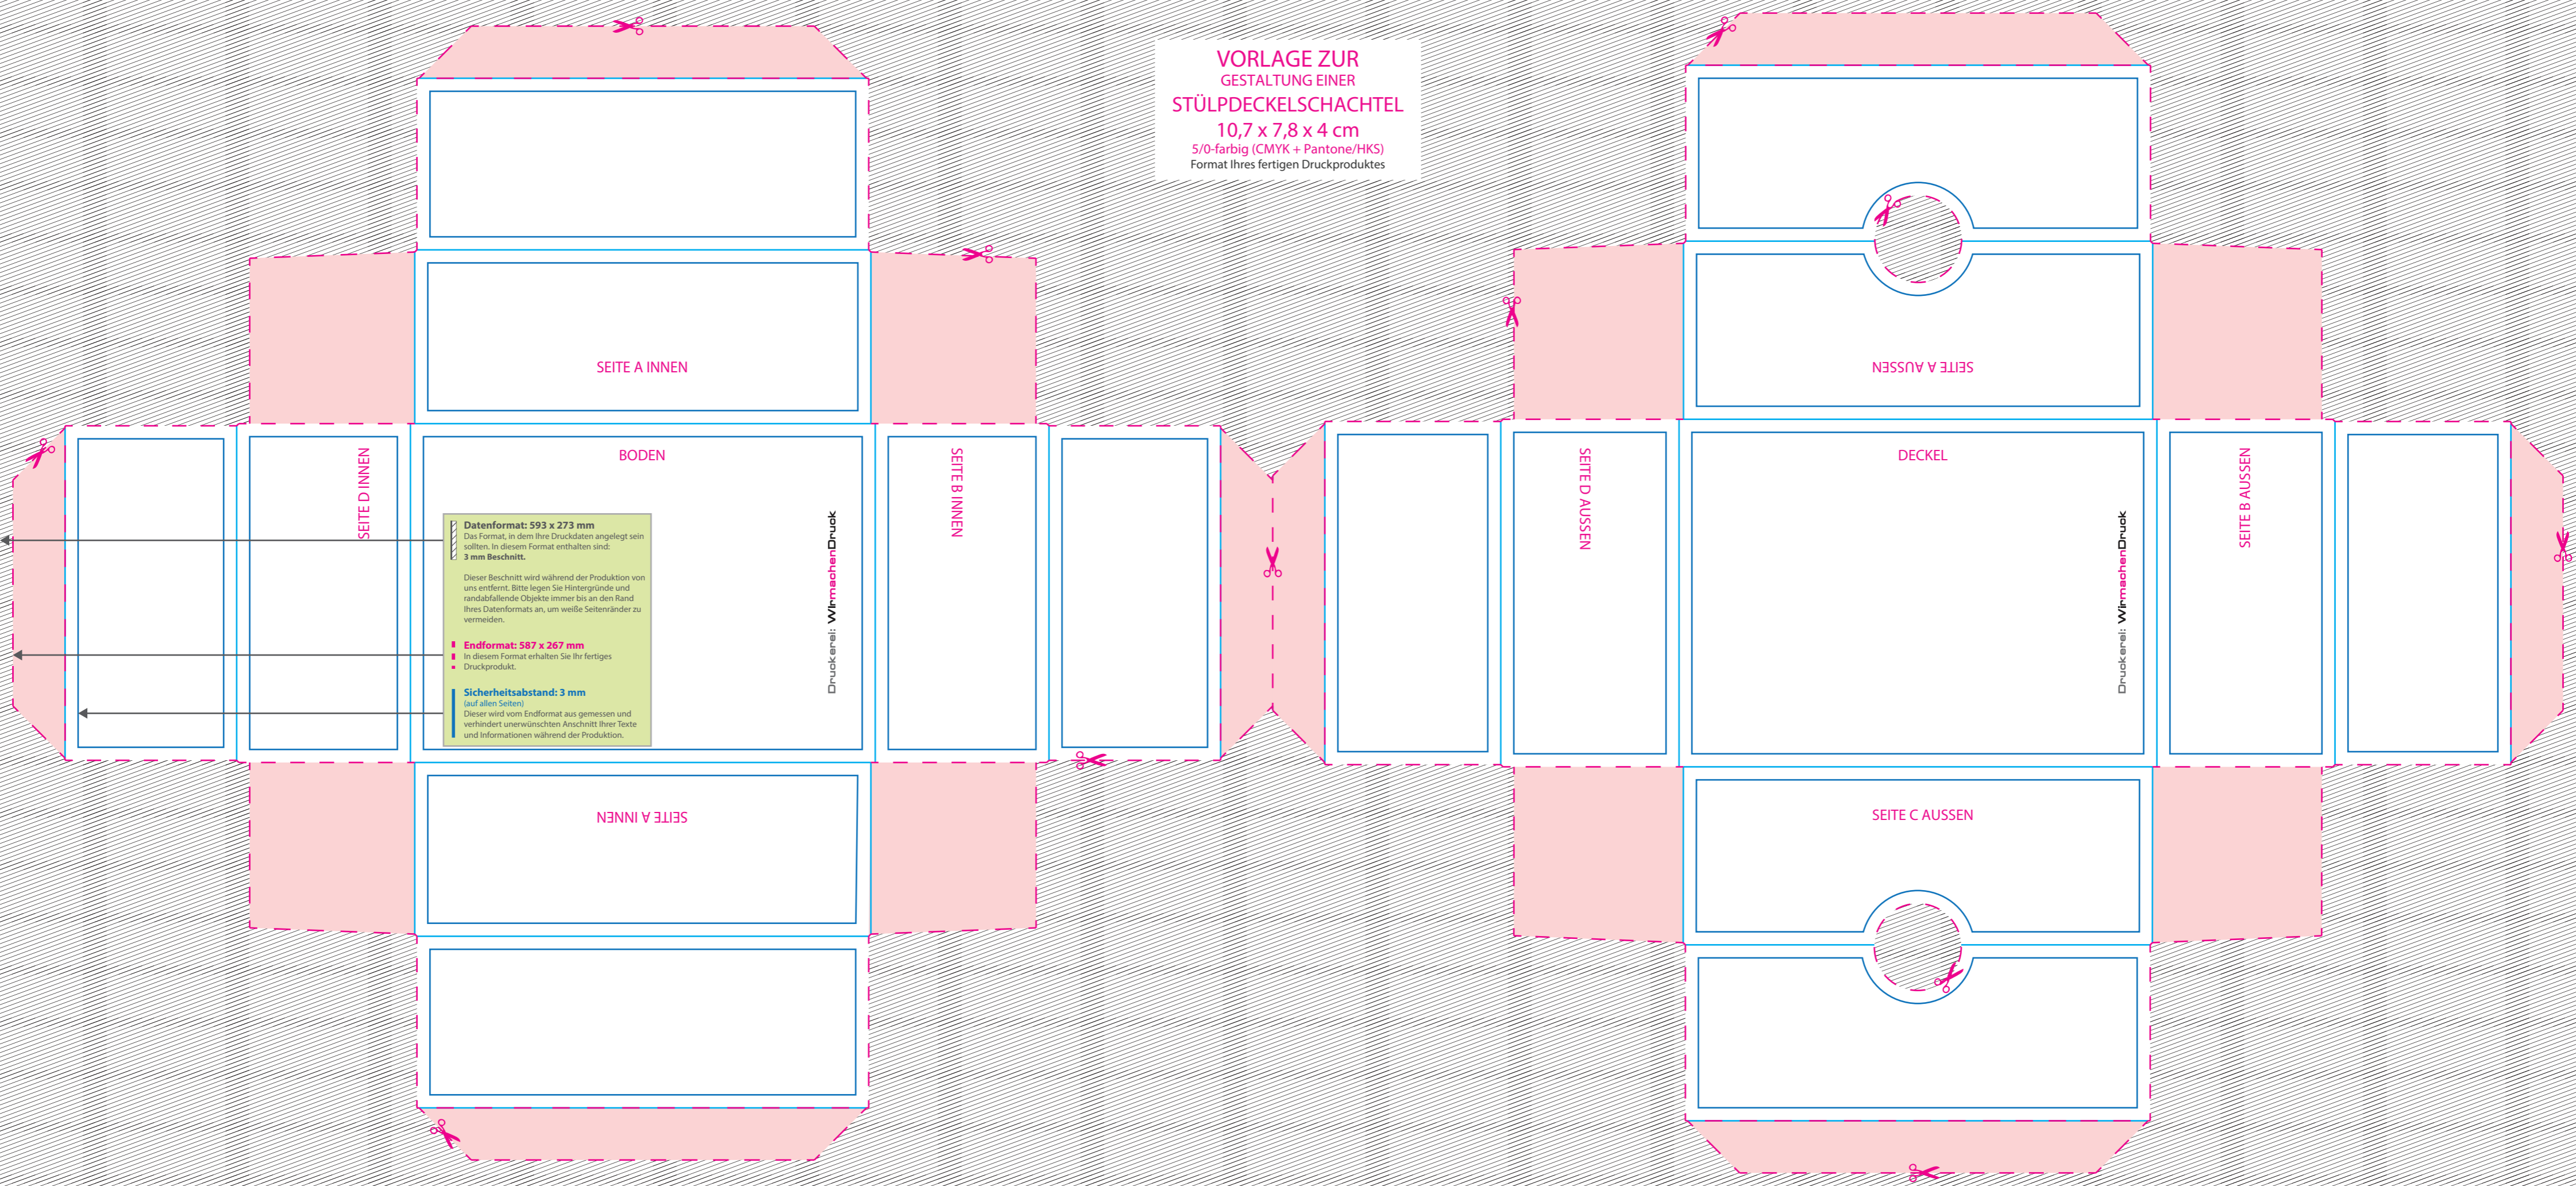 VORLAGE ZUR
GESTALTUNG EINER
STÜLPDECKELSCHACHTEL
10,7 x 7,8 x 4 cm
5/0-farbig (CMYK + Pantone/HKS)
Format Ihres fertigen Druckproduktes
SEITE A INNEN
SEITE A AUSSEN
SEITE D INNEN
BODEN
SEITE B INNEN
Datenformat: 593 x 273 mm
Das Format, in dem Ihre Druckdaten angelegt sein
sollten. In diesem Format enthalten sind:
3 mm Beschnitt.
Dieser Beschnitt wird während der Produktion von
uns entfernt. Bitte legen Sie Hintergründe und
randabfallende Objekte immer bis an den Rand
Ihres Datenformats an, um weiße Seitenränder zu
vermeiden.
Endformat: 587 x 267 mm
In diesem Format erhalten Sie Ihr fertiges
Druckprodukt.
Sicherheitsabstand: 3 mm
(auf allen Seiten)
Dieser wird vom Endformat aus gemessen und
verhindert unerwünschten Anschnitt Ihrer Texte
und Informationen während der Produktion.
Druckerei: WirmachenDruck
SEITE D AUSSEN
DECKEL
SEITE B AUSSEN
Druckerei: WirmachenDruck
SEITE A INNEN
SEITE C AUSSEN